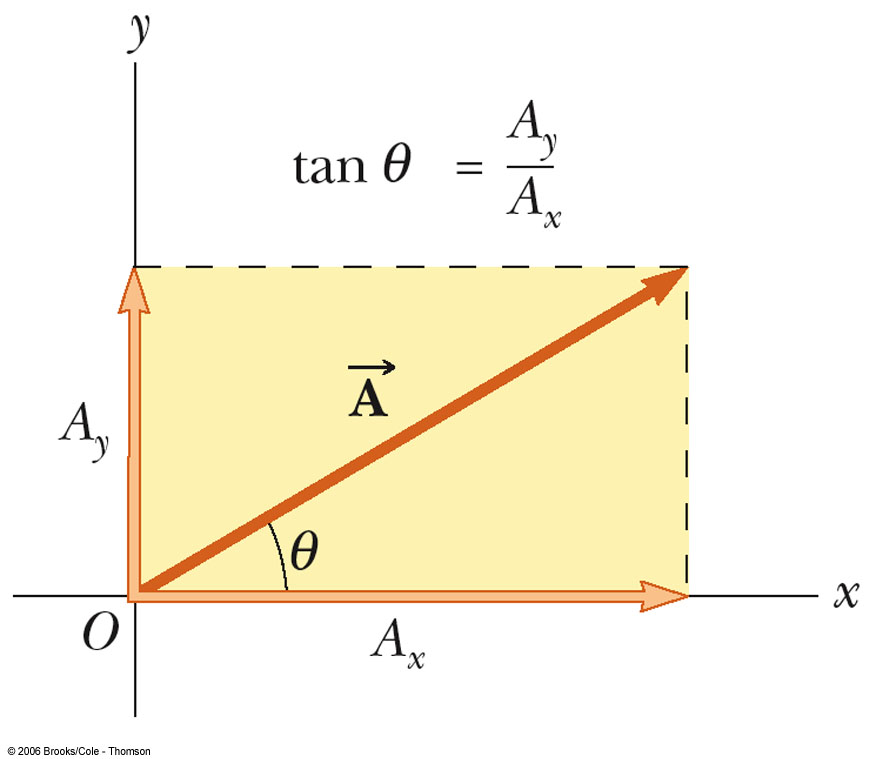 y
tan θ = A_y / A_x
A⃗
A_y
θ
x
O
A_x
© 2006 Brooks/Cole - Thomson